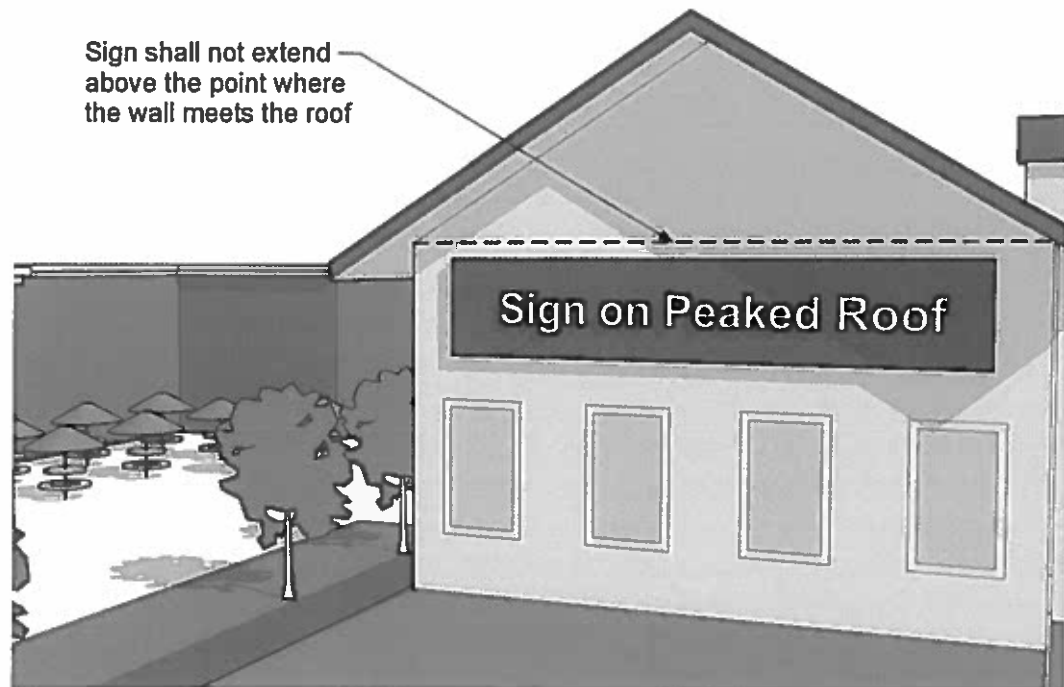 Sign shall not extend
above the point where
the wall meets the roof
Sign on Peaked Roof